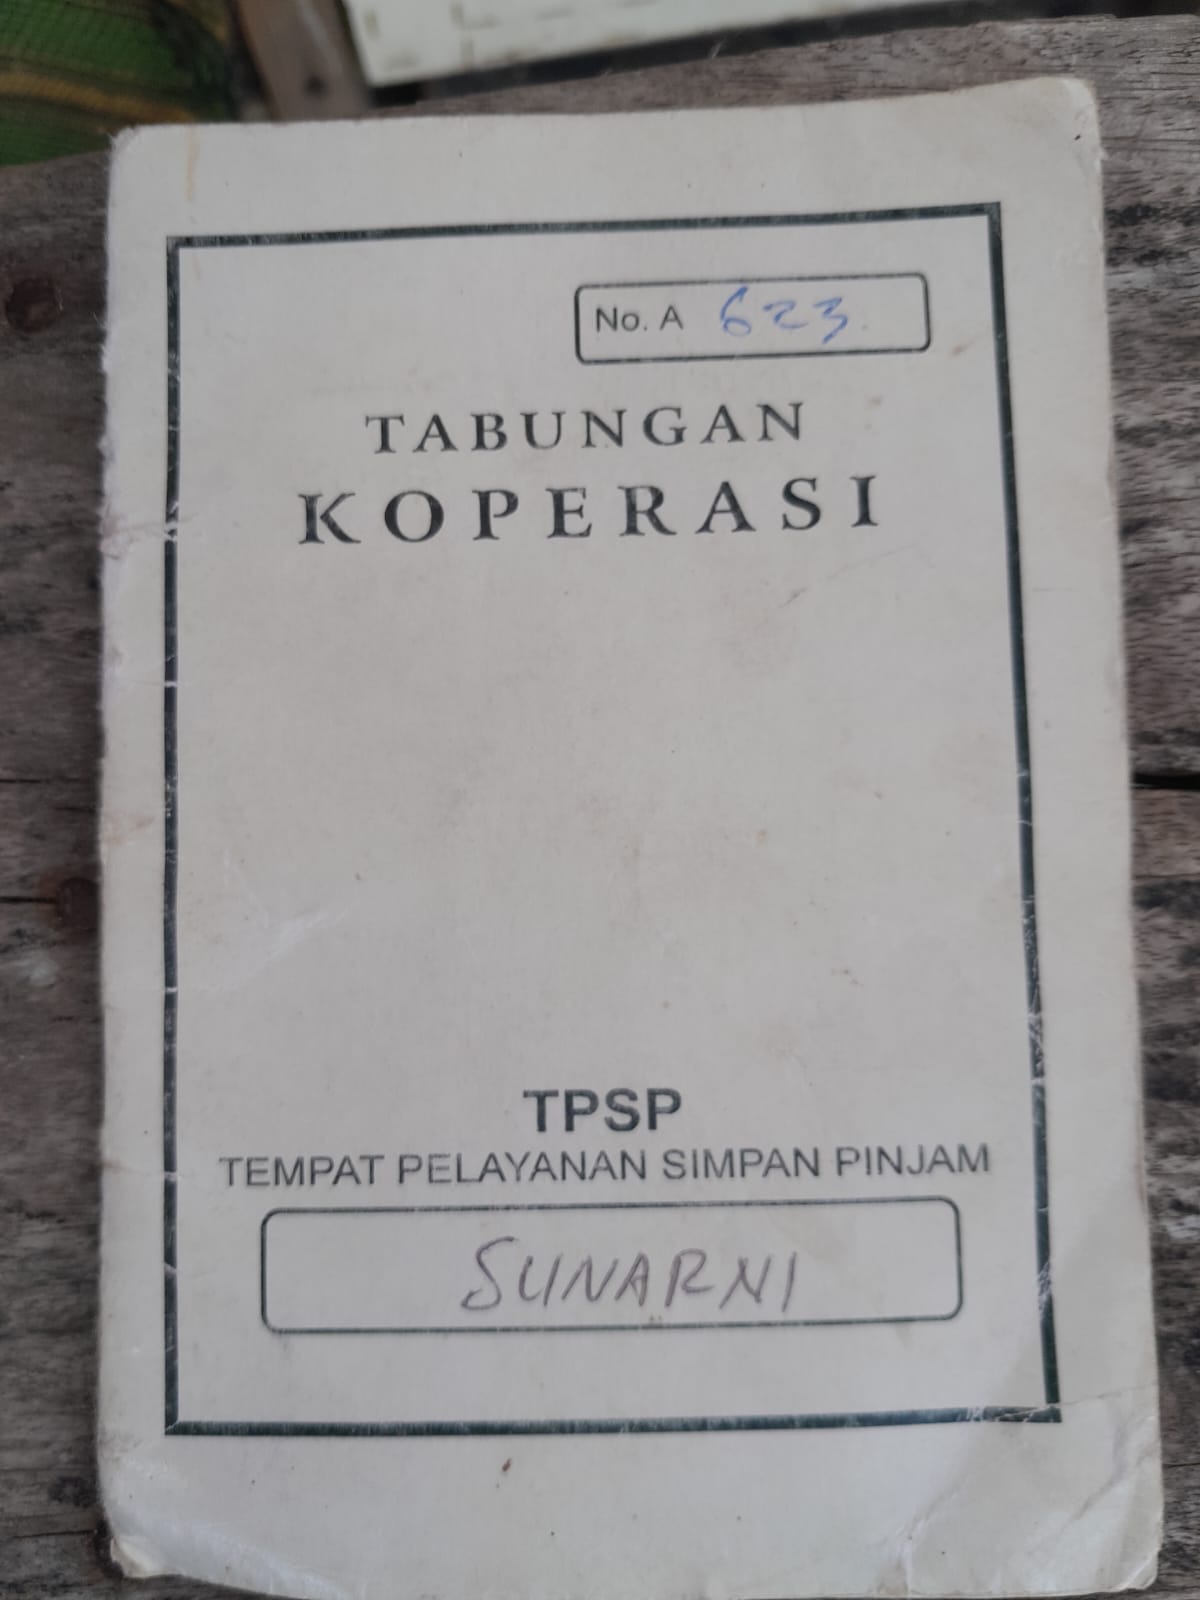 No. A 623
TABUNGAN
KOPERASI
TPSP
TEMPAT PELAYANAN SIMPAN PINJAM
SUNARNI